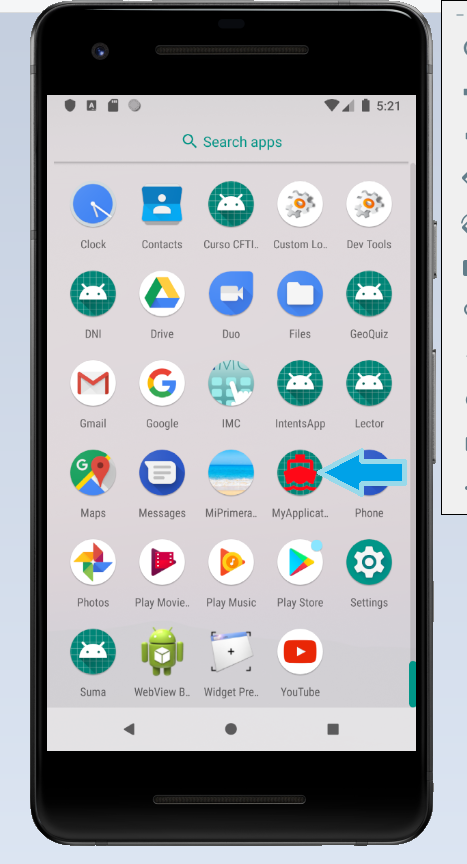 5:21
Search apps
Clock Contacts Curso CFTI.. Custom Lo.. Dev Tools
DNI Drive Duo Files GeoQuiz
Gmail Google IMC IntentsApp Lector
Maps Messages MiPrimera.. MyApplicat.. Phone
Photos Play Movie.. Play Music Play Store Settings
Suma WebView B.. Widget Pre.. YouTube